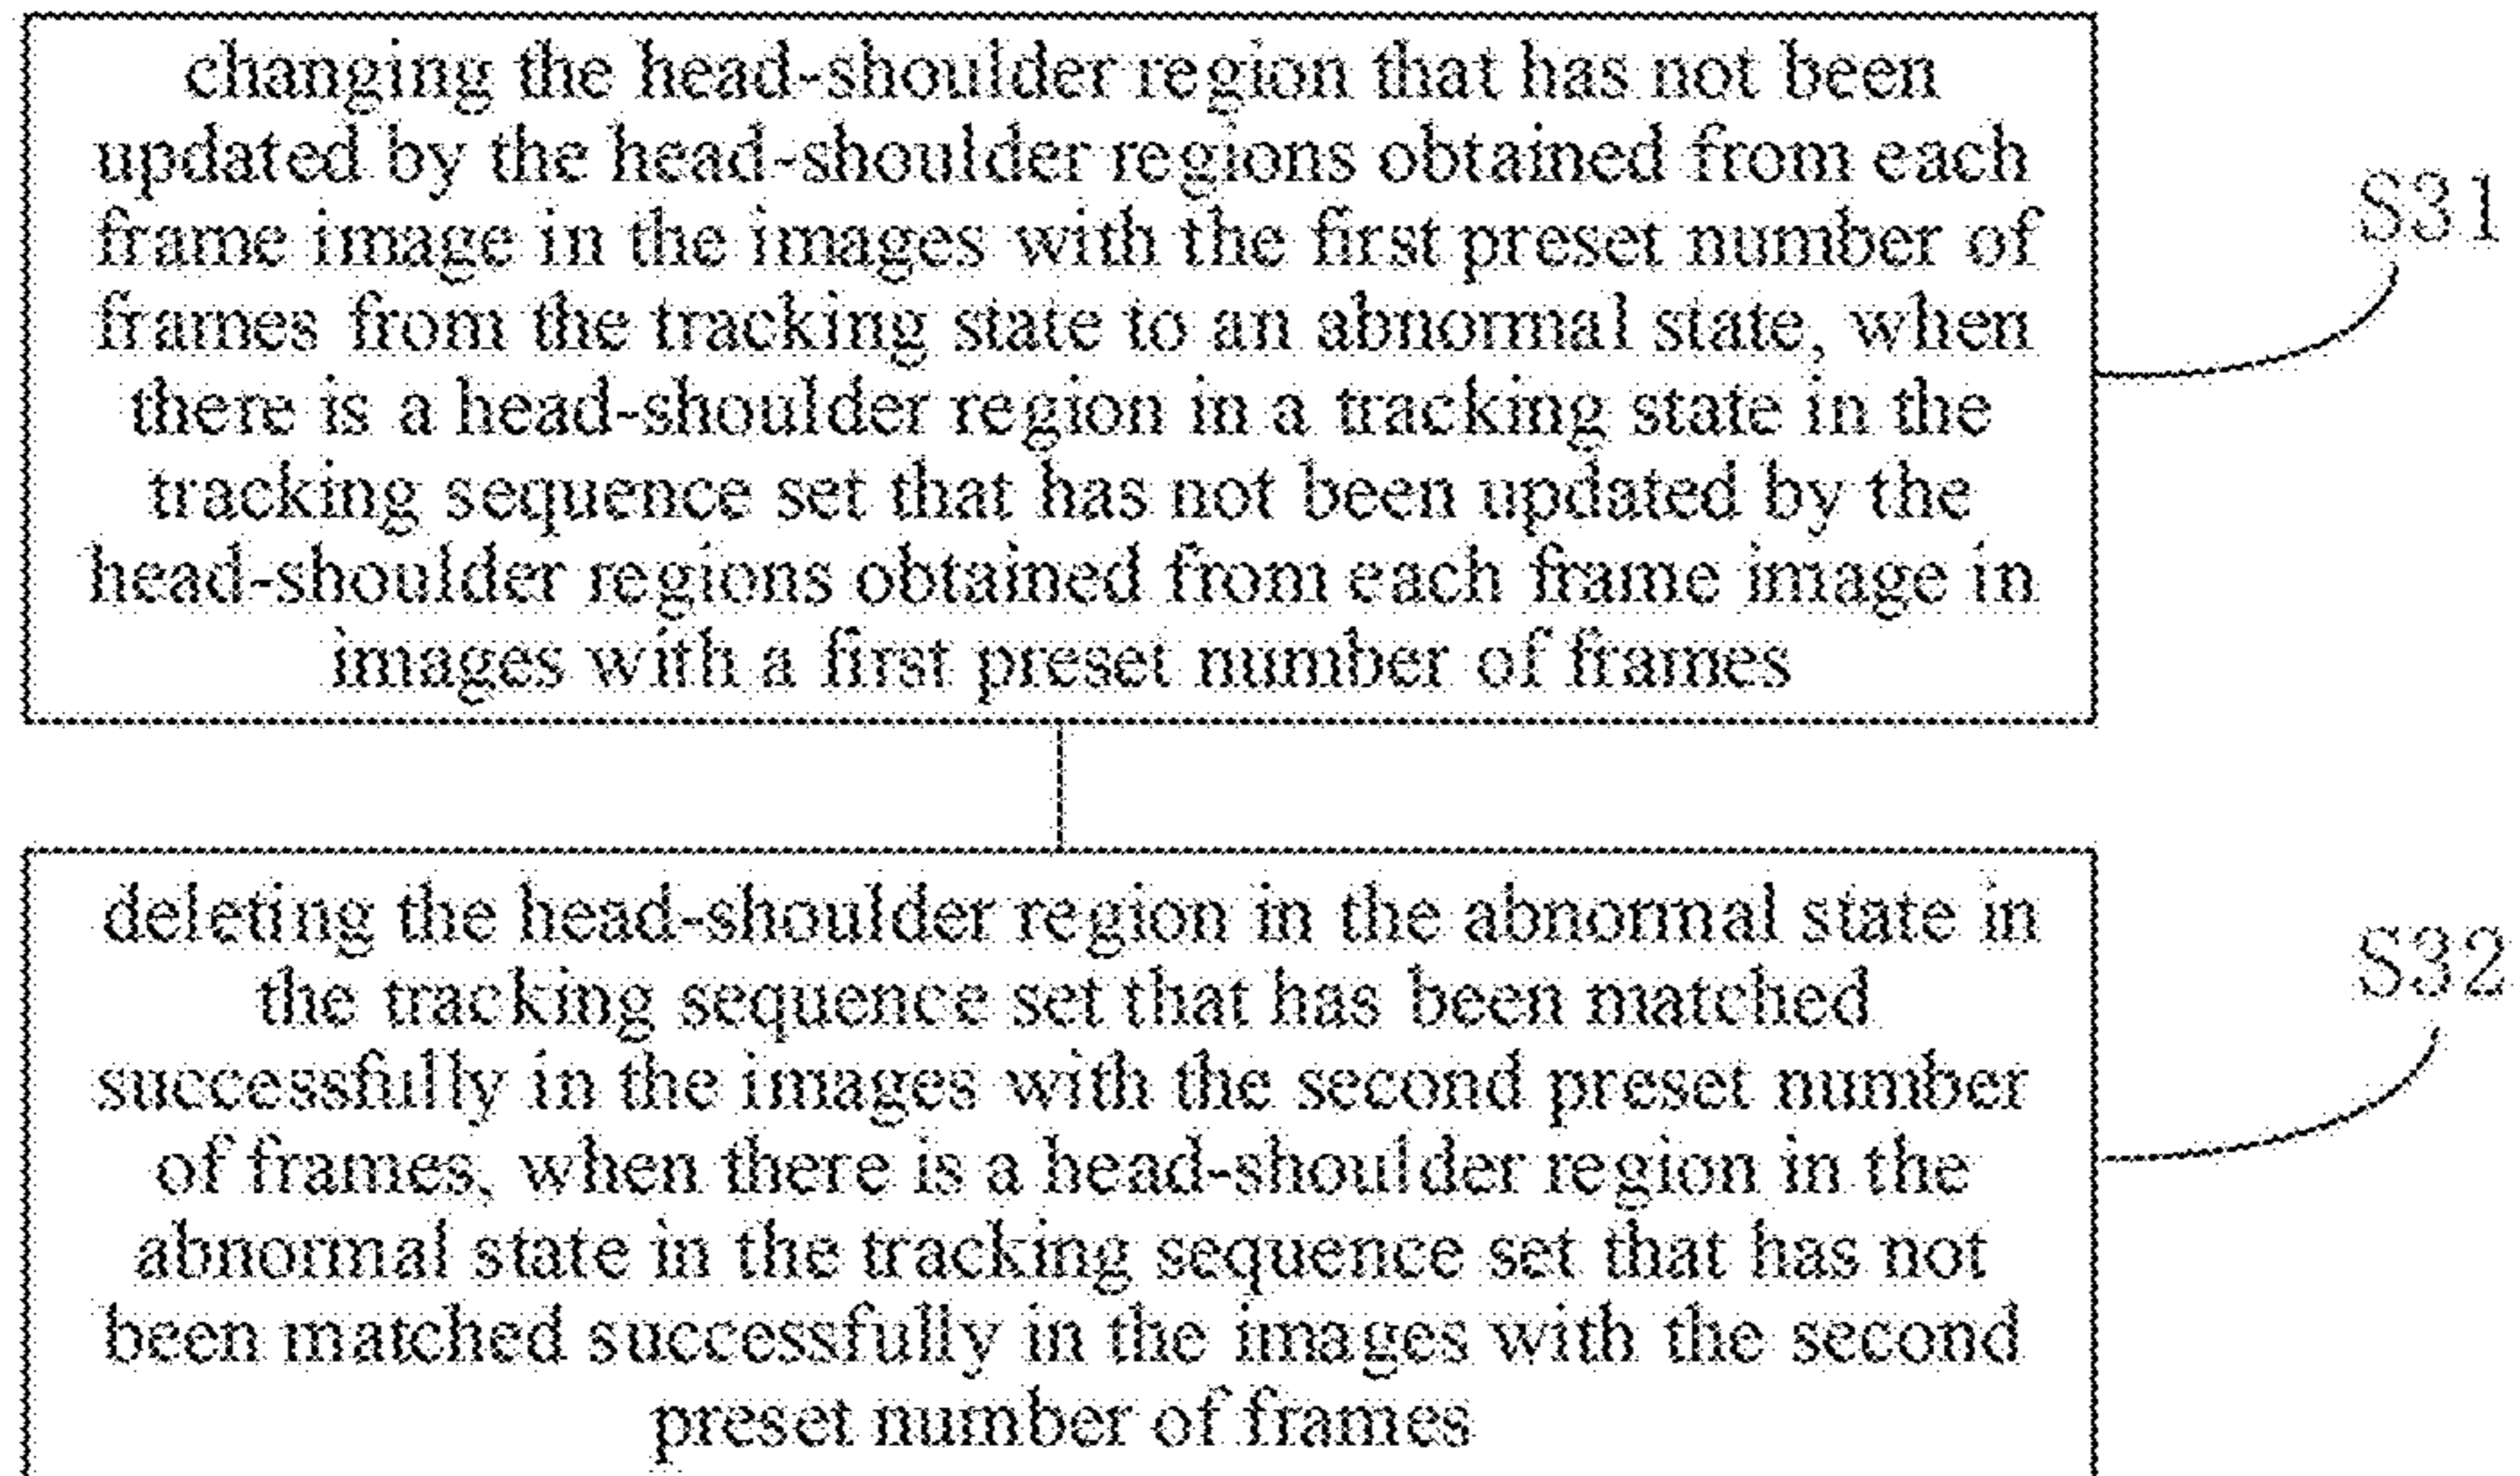 changing the head-shoulder region that has not been
updated by the head-shoulder regions obtained from each
frame image in the images with the first preset number of
frames from the tracking state to an abnormal state, when
there is a head-shoulder region in a tracking state in the
tracking sequence set that has not been updated by the
head-shoulder regions obtained from each frame image in
images with a first preset number of frames
S31
deleting the head-shoulder region in the abnormal state in
the tracking sequence set that has been matched
successfully in the images with the second preset number
of frames, when there is a head-shoulder region in the
abnormal state in the tracking sequence set that has not
been matched successfully in the images with the second
preset number of frames
S32